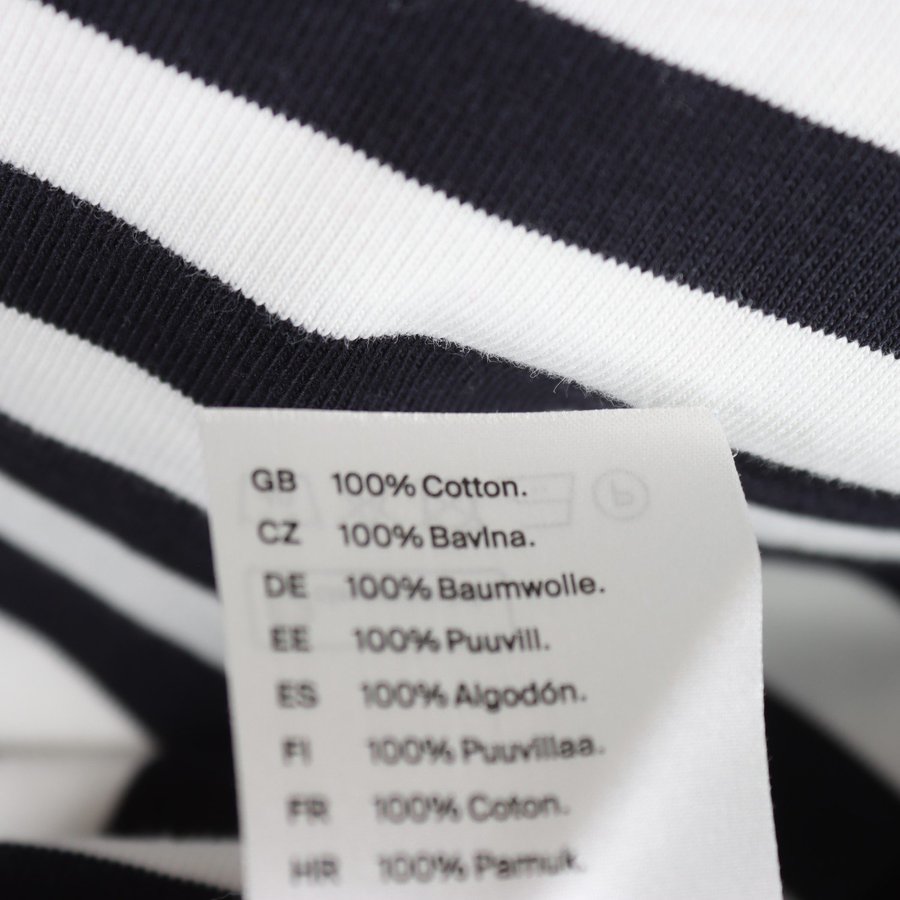 GB 100% Cotton.
CZ 100% Bavlna.
DE 100% Baumwolle.
EE 100% Puuvill.
ES 100% Algodón.
FI 100% Puuvillaa.
FR 100% Coton.
HR 100% Pamuk.